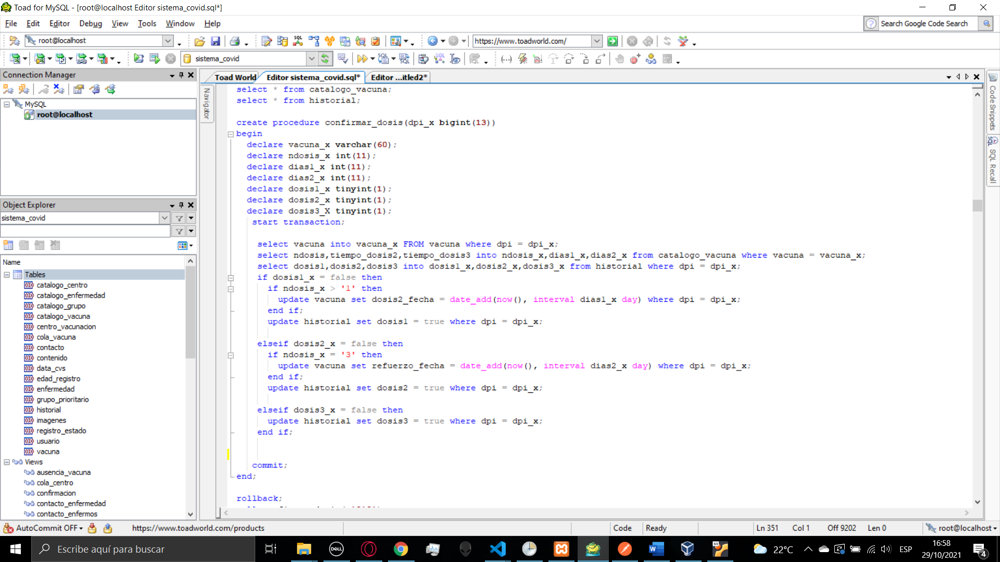 Toad for MySQL - [root@localhost Editor sistema_covid.sql*]
File Edit Editor Debug View Tools Window Help
Search Google Code Search
root@localhost
https://www.toadworld.com/
sistema_covid
Connection Manager
MySQL
root@localhost
Object Explorer
sistema_covid
Name
Tables
catalogo_centro
catalogo_enfermedad
catalogo_grupo
catalogo_vacuna
centro_vacunacion
cola_vacuna
contacto
contenido
data_cvs
edad_registro
enfermedad
grupo_prioritario
historial
imagenes
registro_estado
usuario
vacuna
Views
ausencia_vacuna
cola_centro
confirmacion
contacto_enfermedad
contacto_enfermos
Toad World
Editor sistema_covid.sql*
Editor ...itled2*
Navigator
select * from catalogo_vacuna;
select * from historial;
create procedure confirmar_dosis(dpi_x bigint(13))
begin
declare vacuna_x varchar(60);
declare ndosis_x int(11);
declare dias1_x int(11);
declare dias2_x int(11);
declare dosis1_x tinyint(1);
declare dosis2_x tinyint(1);
declare dosis3_X tinyint(1);
start transaction;
select vacuna into vacuna_x FROM vacuna where dpi = dpi_x;
select ndosis,tiempo_dosis2,tiempo_dosis3 into ndosis_x,dias1_x,dias2_x from catalogo_vacuna where vacuna = vacuna_x;
select dosis1,dosis2,dosis3 into dosis1_x,dosis2_x,dosis3_x from historial where dpi = dpi_x;
if dosis1_x = false then
if ndosis_x > '1' then
update vacuna set dosis2_fecha = date_add(now(), interval dias1_x day) where dpi = dpi_x;
end if;
update historial set dosis1 = true where dpi = dpi_x;
elseif dosis2_x = false then
if ndosis_x = '3' then
update vacuna set refuerzo_fecha = date_add(now(), interval dias2_x day) where dpi = dpi_x;
end if;
update historial set dosis2 = true where dpi = dpi_x;
elseif dosis3_x = false then
update historial set dosis3 = true where dpi = dpi_x;
end if;
commit;
end;
rollback;
Code Snippets
SQL Recall
AutoCommit OFF
https://www.toadworld.com/products
Code
Ready
Ln 351
Col 1
Off 9202
Len 0
root@localhost
Escribe aquí para buscar
22°C
ESP
16:58
29/10/2021
4